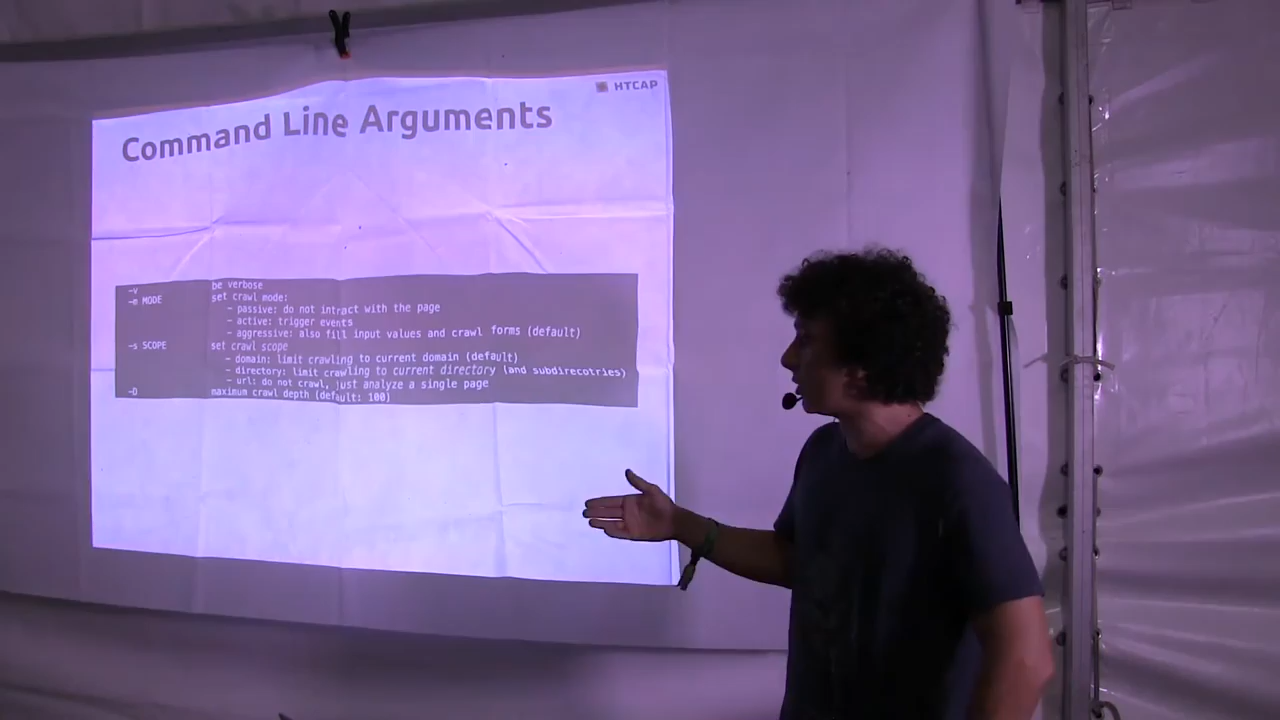 HTCAP
Command Line Arguments
-v be verbose
-m MODE set crawl mode:
- passive: do not intract with the page
- active: trigger events
- aggressive: also fill input values and crawl forms (default)
-s SCOPE set crawl scope
- domain: limit crawling to current domain (default)
- directory: limit crawling to current directory (and subdirecotries)
- url: do not crawl, just analyze a single page
-D maximum crawl depth (default: 100)